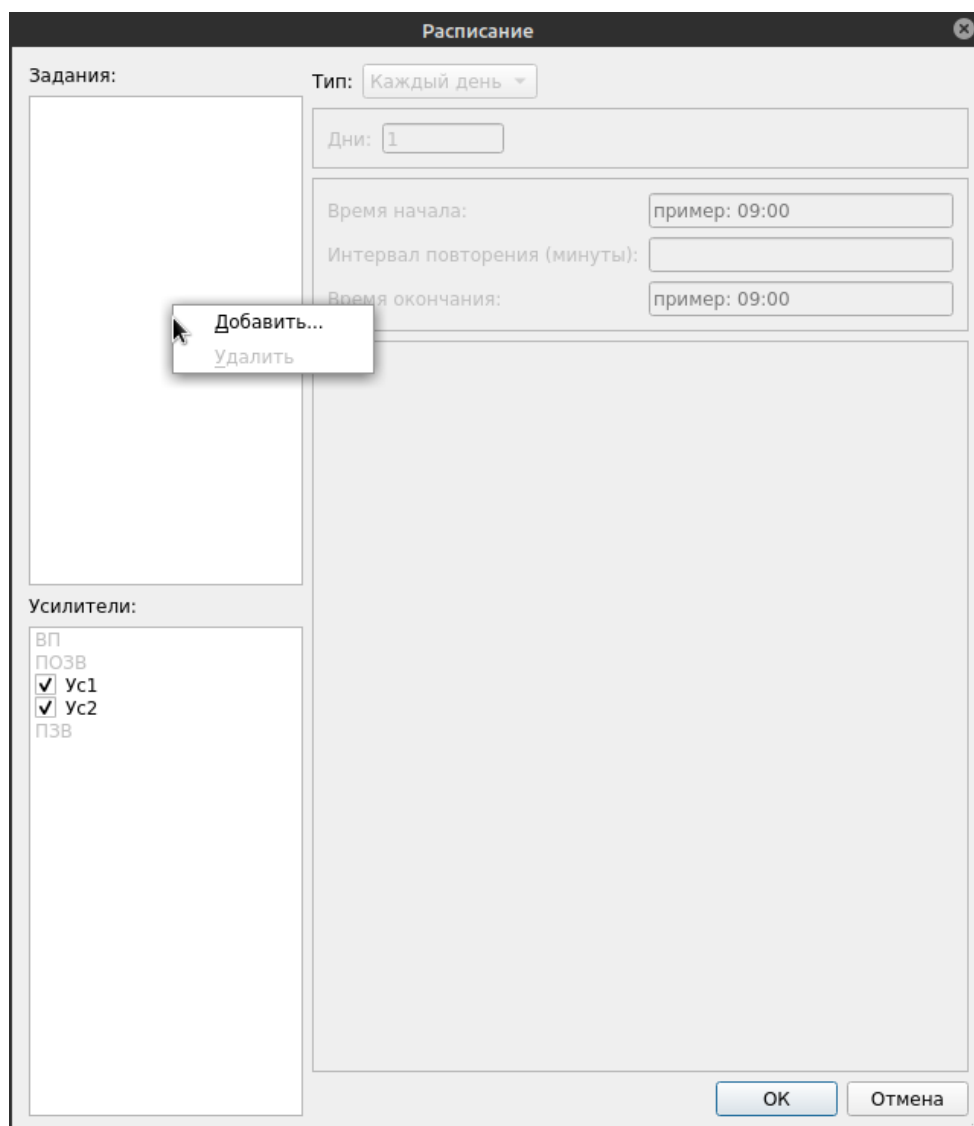 Расписание
Задания:
Тип: Каждый день
Дни: 1
Время начала: пример: 09:00
Интервал повторения (минуты):
Время окончания: пример: 09:00
Добавить...
Удалить
Усилители:
ВП
ПОЗВ
Ус1
Ус2
ПЗВ
OK Отмена